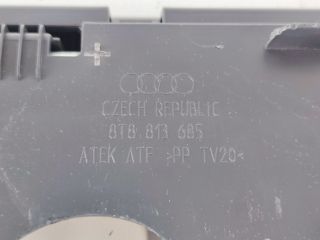 CZECH REPUBLIC
8T8 813 685
ATEK ATF >PP TV20<